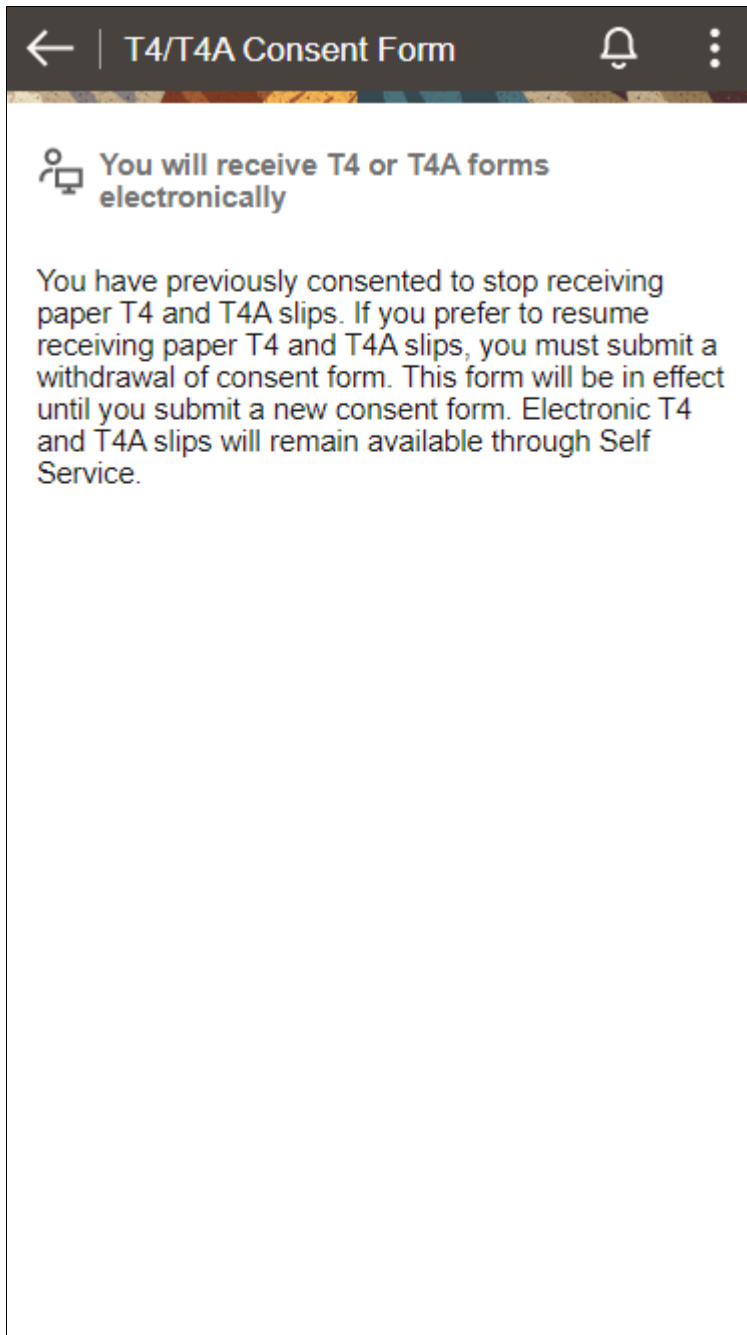 T4/T4A Consent Form
You will receive T4 or T4A forms
electronically
You have previously consented to stop receiving
paper T4 and T4A slips. If you prefer to resume
receiving paper T4 and T4A slips, you must submit a
withdrawal of consent form. This form will be in effect
until you submit a new consent form. Electronic T4
and T4A slips will remain available through Self
Service.